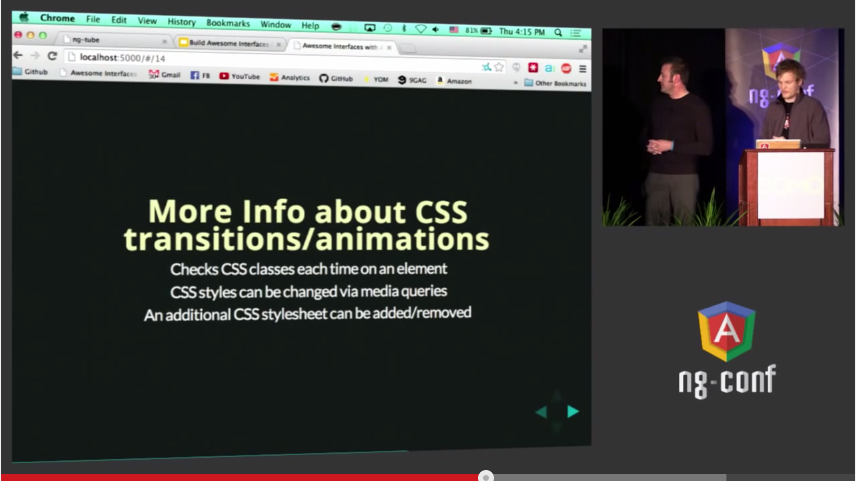 Chrome File Edit View History Bookmarks Window Help 81% Thu 4:15 PM
ng-tube Build Awesome Interfaces Awesome Interfaces with
localhost:5000/#/14
Github Awesome Interfaces Gmail FB YouTube Analytics GitHub YOM 9GAG Amazon » Other Bookmarks
More Info about CSS
transitions/animations
Checks CSS classes each time on an element
CSS styles can be changed via media queries
An additional CSS stylesheet can be added/removed
ng-conf
A
ng-conf